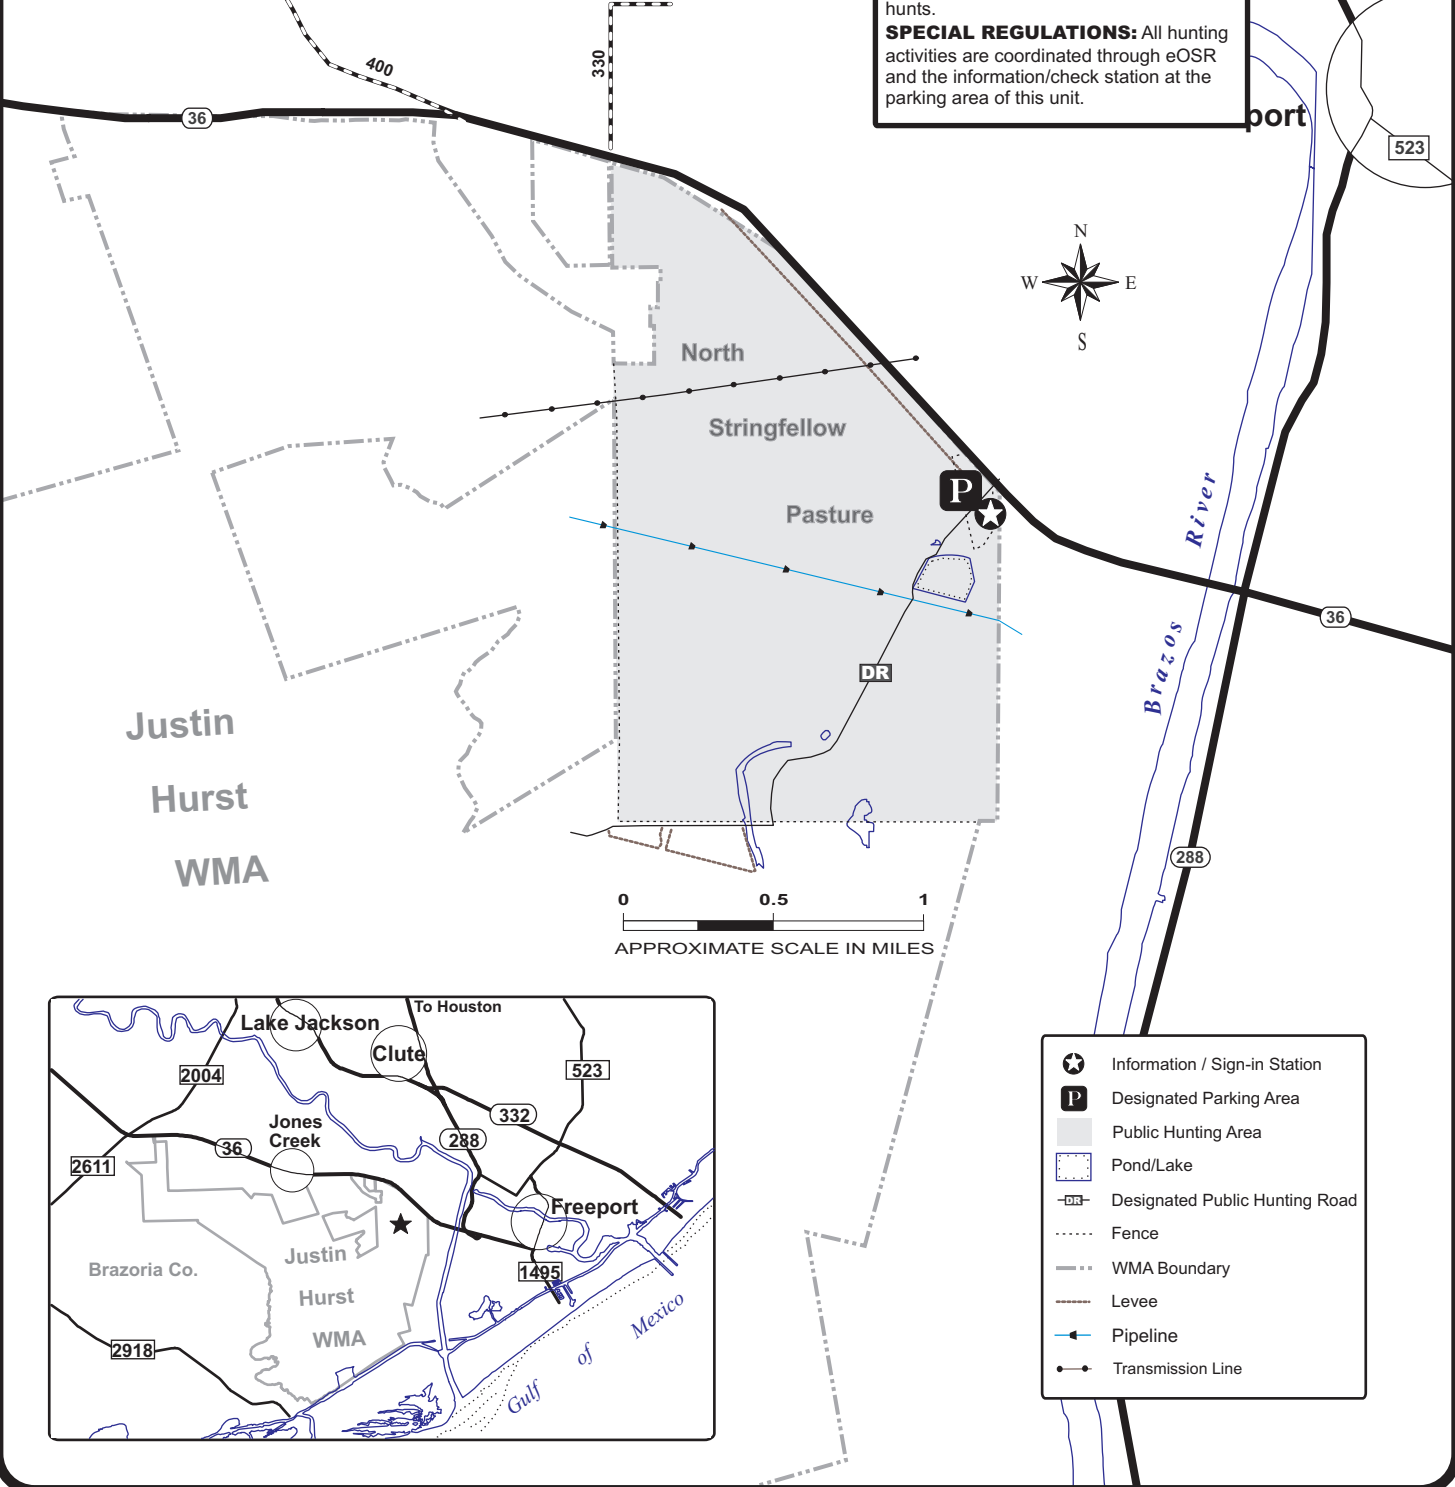 hunts.
SPECIAL REGULATIONS: All hunting
activities are coordinated through eOSR
and the information/check station at the
parking area of this unit.
port
400
330
36
523
N
W E
S
North
Stringfellow
Pasture
P
River
Brazos
36
DR
Justin
Hurst
WMA
288
0 0.5 1
APPROXIMATE SCALE IN MILES
To Houston
Lake Jackson
Clute
2004
523
332
Jones
Creek
36
288
2611
Freeport
Justin
Brazoria Co.
1495
Hurst
WMA
2918
Gulf of Mexico
Information / Sign-in Station
P Designated Parking Area
Public Hunting Area
Pond/Lake
DR Designated Public Hunting Road
Fence
WMA Boundary
Levee
Pipeline
Transmission Line